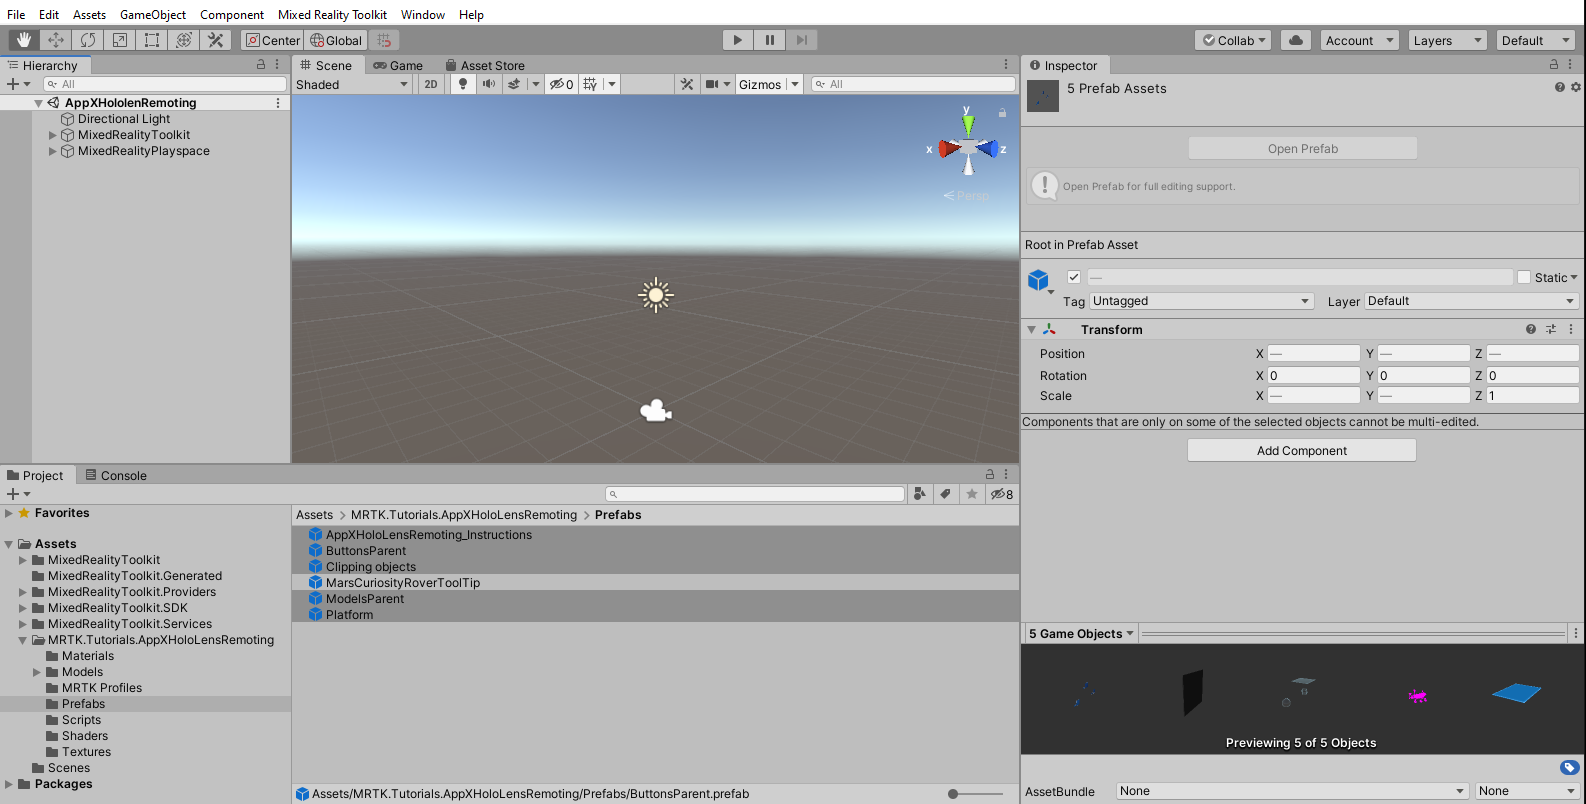 File Edit Assets GameObject Component Mixed Reality Toolkit Window Help
Center Global Collab Account Layers Default
Hierarchy
All
AppXHololenRemoting
Directional Light
MixedRealityToolkit
MixedRealityPlayspace
Scene Game Asset Store
Shaded 2D 0 Gizmos All
y
x z
Persp
Inspector
5 Prefab Assets
Open Prefab
Open Prefab for full editing support.
Root in Prefab Asset
— Static
Tag Untagged Layer Default
Transform
Position X — Y — Z —
Rotation X 0 Y 0 Z 0
Scale X — Y — Z 1
Components that are only on some of the selected objects cannot be multi-edited.
Add Component
Project Console
8
Favorites
Assets
MixedRealityToolkit
MixedRealityToolkit.Generated
MixedRealityToolkit.Providers
MixedRealityToolkit.SDK
MixedRealityToolkit.Services
MRTK.Tutorials.AppXHoloLensRemoting
Materials
Models
MRTK Profiles
Prefabs
Scripts
Shaders
Textures
Scenes
Packages
Assets > MRTK.Tutorials.AppXHoloLensRemoting > Prefabs
AppXHoloLensRemoting_Instructions
ButtonsParent
Clipping objects
MarsCuriosityRoverToolTip
ModelsParent
Platform
Assets/MRTK.Tutorials.AppXHoloLensRemoting/Prefabs/ButtonsParent.prefab
5 Game Objects
Previewing 5 of 5 Objects
AssetBundle None None